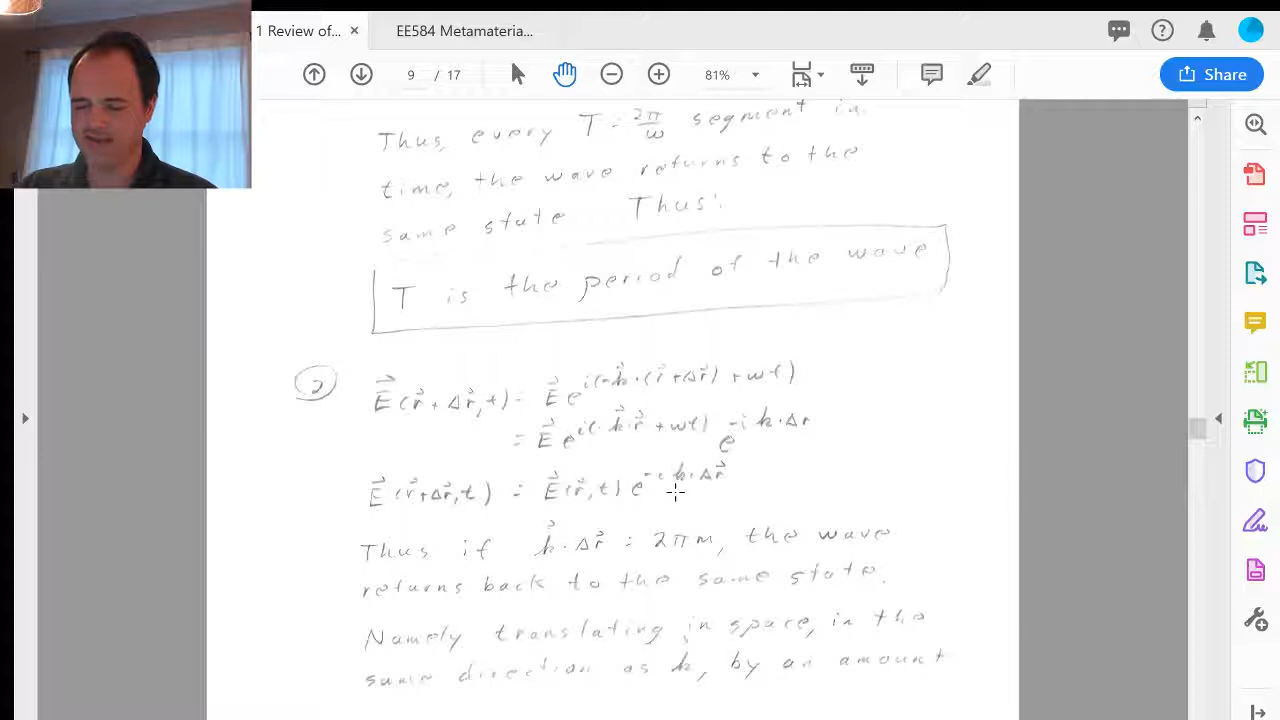 1 Review of...
EE584 Metamateria...
9 / 17
81%
Share
Thus, every T = 2π/ω segment in
time, the wave returns to the
same state Thus:
T is the period of the wave
2
E⃗(r⃗ + Δr⃗, t) = E⃗ e^i(-k⃗·(r⃗+Δr⃗) + ωt)
= E⃗ e^i(-k⃗·r⃗ + ωt) e^-ik·Δr
E⃗(r⃗+Δr⃗, t) = E⃗(r⃗, t) e^-ik·Δr⃗
Thus if k⃗·Δr⃗ = 2πm, the wave
returns back to the same state.
Namely translating in space, in the
same direction as k, by an amount